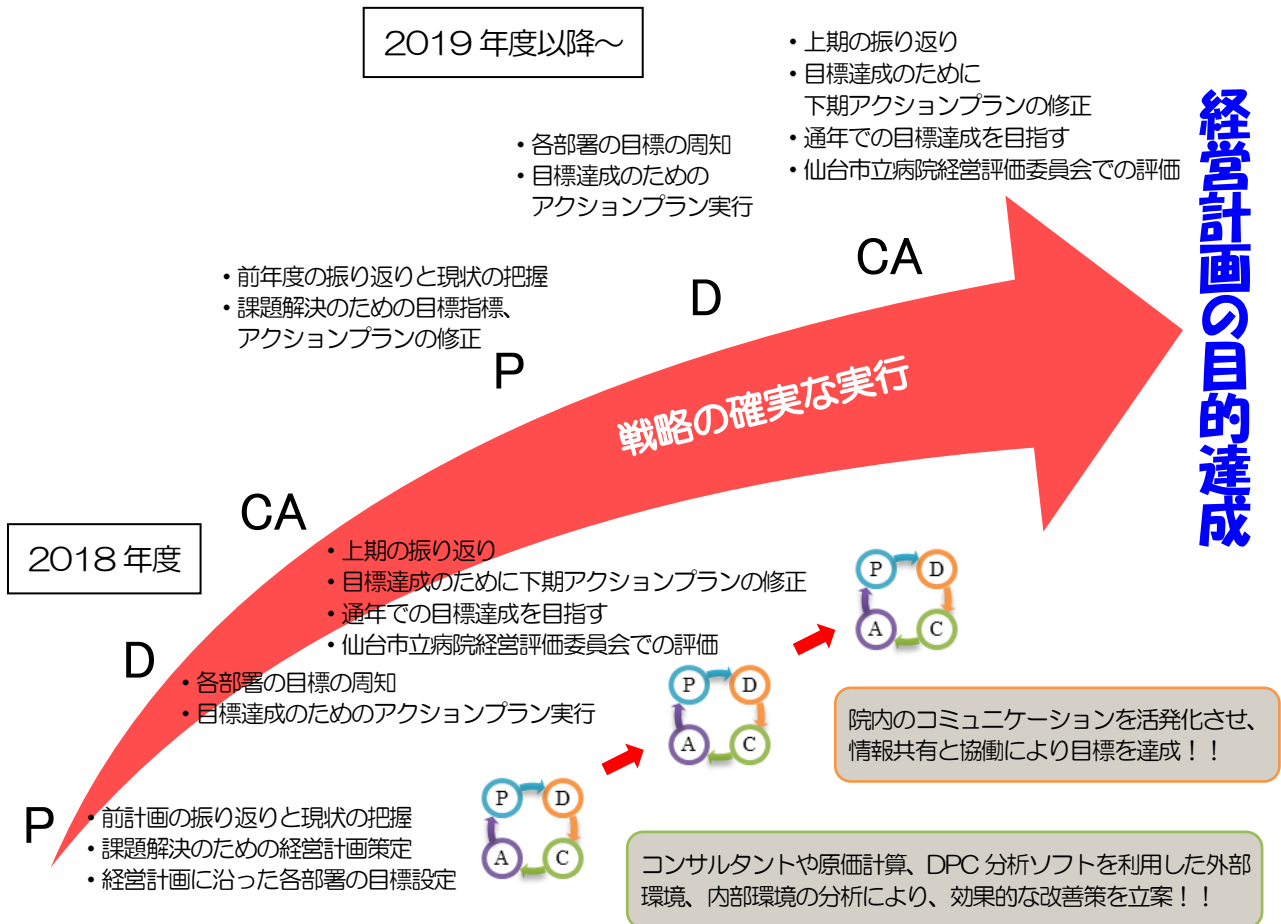 2019年度以降~
・上期の振り返り
・目標達成のために
下期アクションプランの修正
・通年での目標達成を目指す
・仙台市立病院経営評価委員会での評価
・各部署の目標の周知
・目標達成のための
アクションプラン実行
経営計画の目的達成
CA
D
・前年度の振り返りと現状の把握
・課題解決のための目標指標、
アクションプランの修正
P
戦略の確実な実行
2018年度
CA
・上期の振り返り
・目標達成のために下期アクションプランの修正
・通年での目標達成を目指す
・仙台市立病院経営評価委員会での評価
D
・各部署の目標の周知
・目標達成のためのアクションプラン実行
P
・前計画の振り返りと現状の把握
・課題解決のための経営計画策定
・経営計画に沿った各部署の目標設定
P D
A C
P D
A C
P D
A C
院内のコミュニケーションを活発化させ、
情報共有と協働により目標を達成!!
コンサルタントや原価計算、DPC分析ソフトを利用した外部
環境、内部環境の分析により、効果的な改善策を立案!!